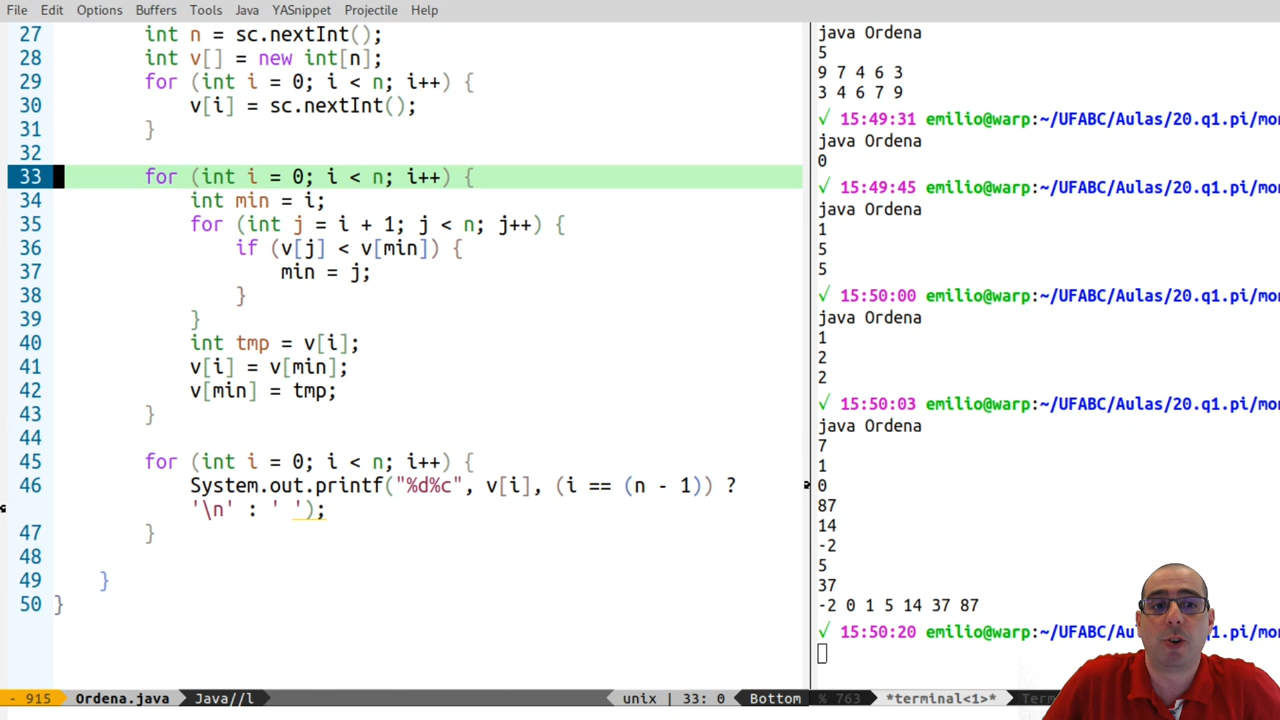 File Edit Options Buffers Tools Java YASnippet Projectile Help
27 int n = sc.nextInt();
28 int v[] = new int[n];
29 for (int i = 0; i < n; i++) {
30 v[i] = sc.nextInt();
31 }
32
33 for (int i = 0; i < n; i++) {
34 int min = i;
35 for (int j = i + 1; j < n; j++) {
36 if (v[j] < v[min]) {
37 min = j;
38 }
39 }
40 int tmp = v[i];
41 v[i] = v[min];
42 v[min] = tmp;
43 }
44
45 for (int i = 0; i < n; i++) {
46 System.out.printf("%d%c", v[i], (i == (n - 1)) ?
'\n' : ' ');
47 }
48
49 }
50 }
- 915 Ordena.java Java//l unix | 33: 0 Bottom
java Ordena
5
9 7 4 6 3
3 4 6 7 9
√ 15:49:31 emilio@warp:~/UFABC/Aulas/20.q1.pi/mo
java Ordena
0
√ 15:49:45 emilio@warp:~/UFABC/Aulas/20.q1.pi/mo
java Ordena
1
5
5
√ 15:50:00 emilio@warp:~/UFABC/Aulas/20.q1.pi/mo
java Ordena
1
2
2
√ 15:50:03 emilio@warp:~/UFABC/Aulas/20.q1.pi/mo
java Ordena
7
1
0
87
14
-2
5
37
-2 0 1 5 14 37 87
√ 15:50:20 emilio@warp:~/UFABC/Au 1.pi/mo
% 763 *terminal<1>* Ter